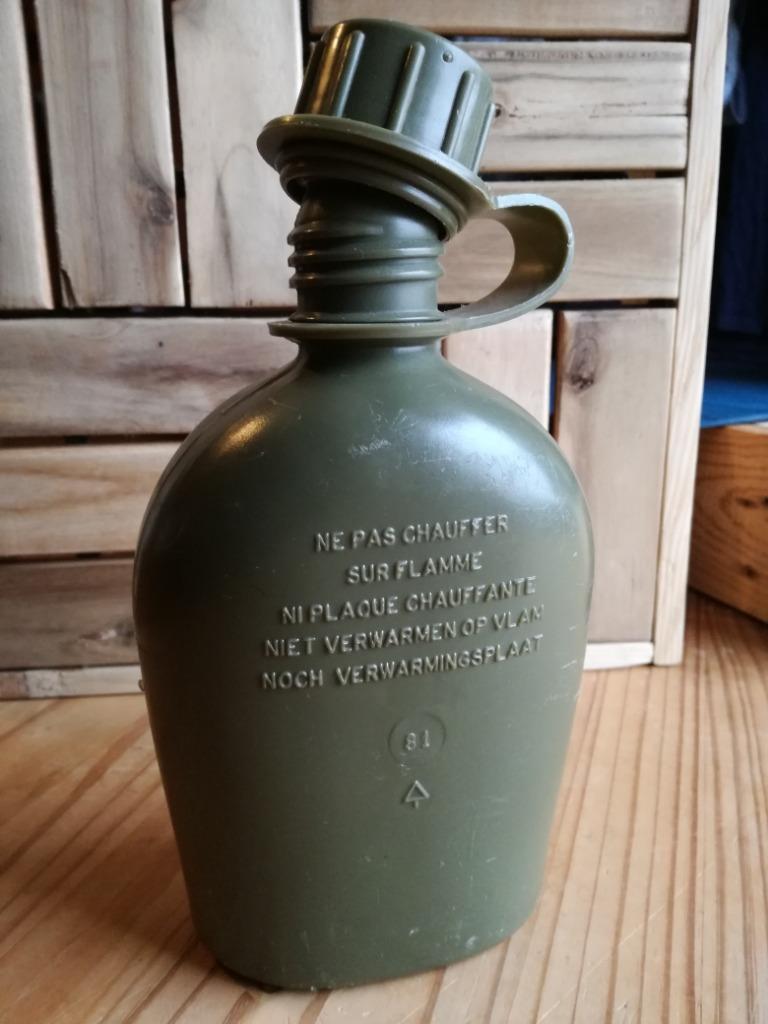 NE PAS CHAUFFER
SUR FLAMME
NI PLAQUE CHAUFFANTE
NIET VERWARMEN OP VLAM
NOCH VERWARMINGSPLAAT
81